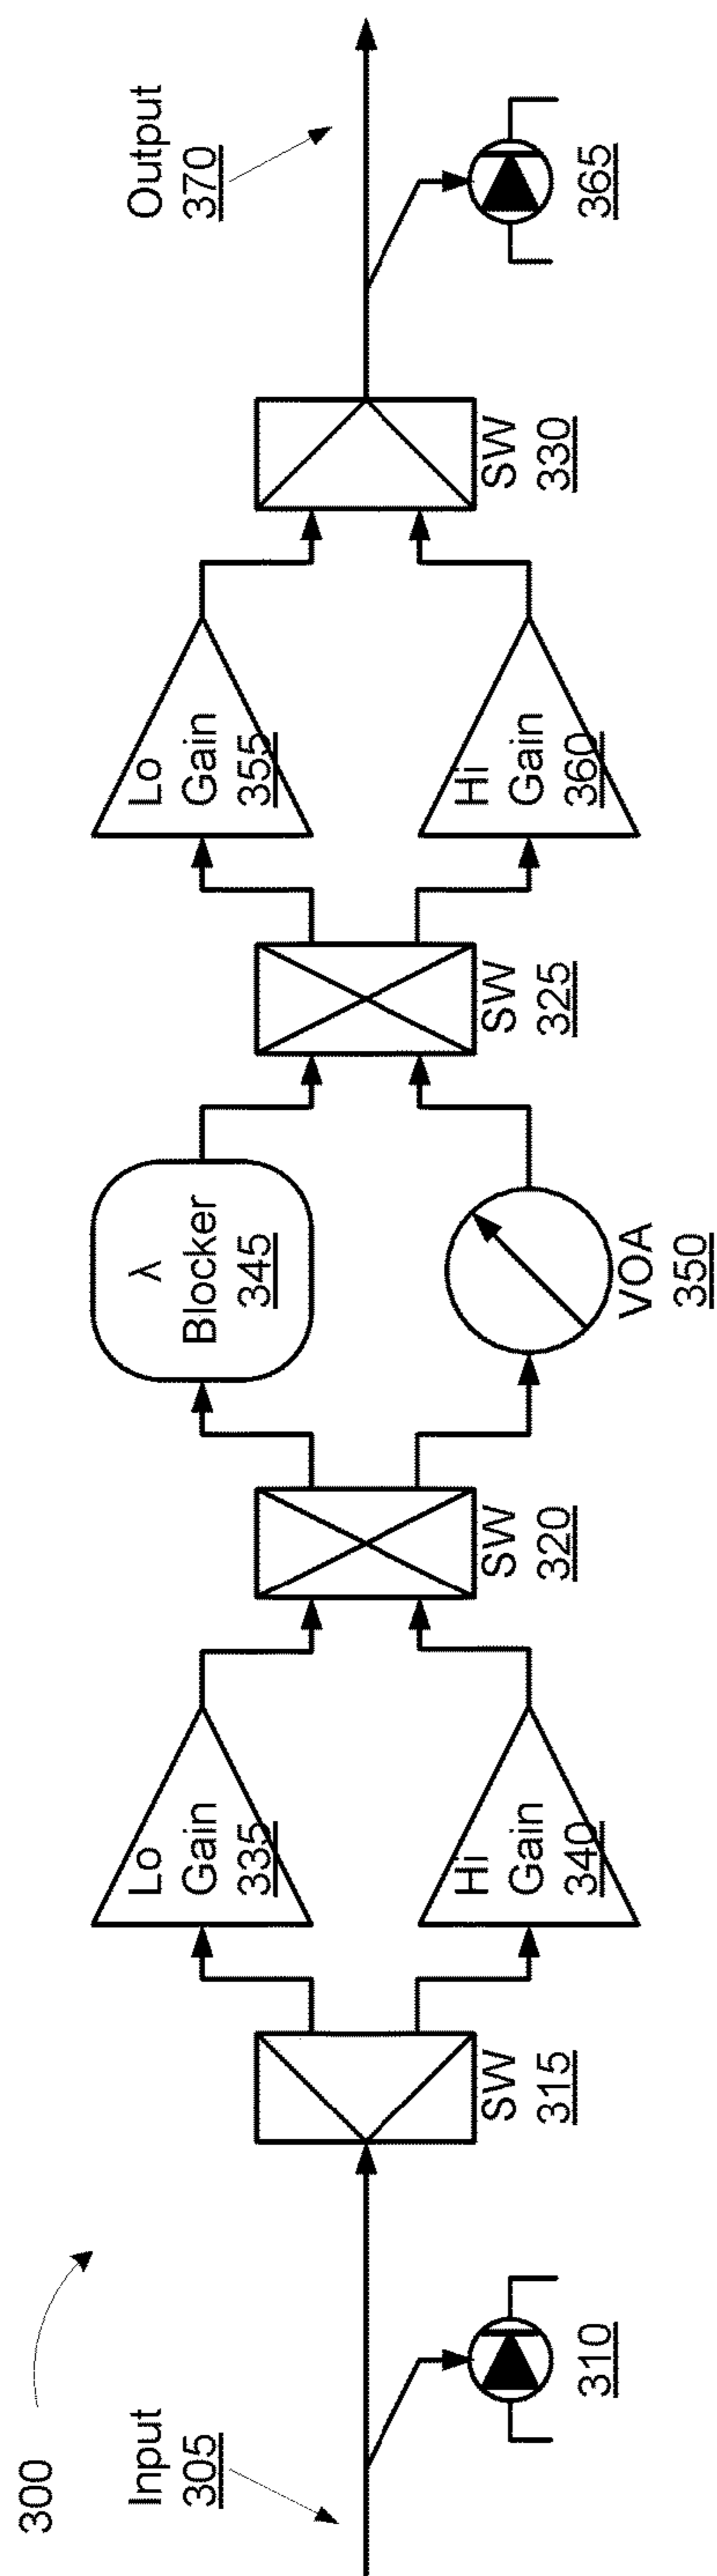 300
Input
305
310
SW
315
Lo
Gain
335
Hi
Gain
340
SW
320
λ
Blocker
345
VOA
350
SW
325
Lo
Gain
355
Hi
Gain
360
SW
330
Output
370
365